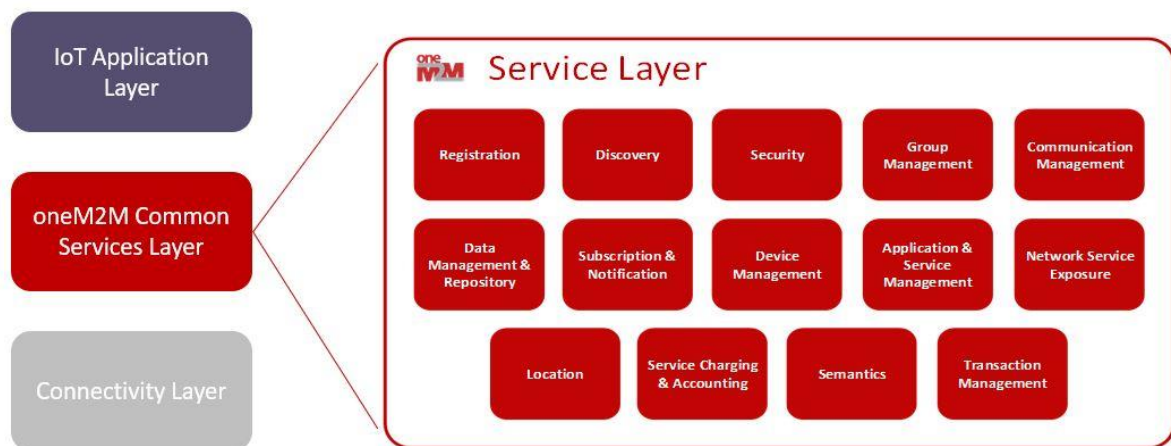 IoT Application
Layer
oneM2M Common
Services Layer
Connectivity Layer
one
M2M
Service Layer
Registration
Discovery
Security
Group
Management
Communication
Management
Data
Management &
Repository
Subscription &
Notification
Device
Management
Application &
Service
Management
Network Service
Exposure
Location
Service Charging
& Accounting
Semantics
Transaction
Management